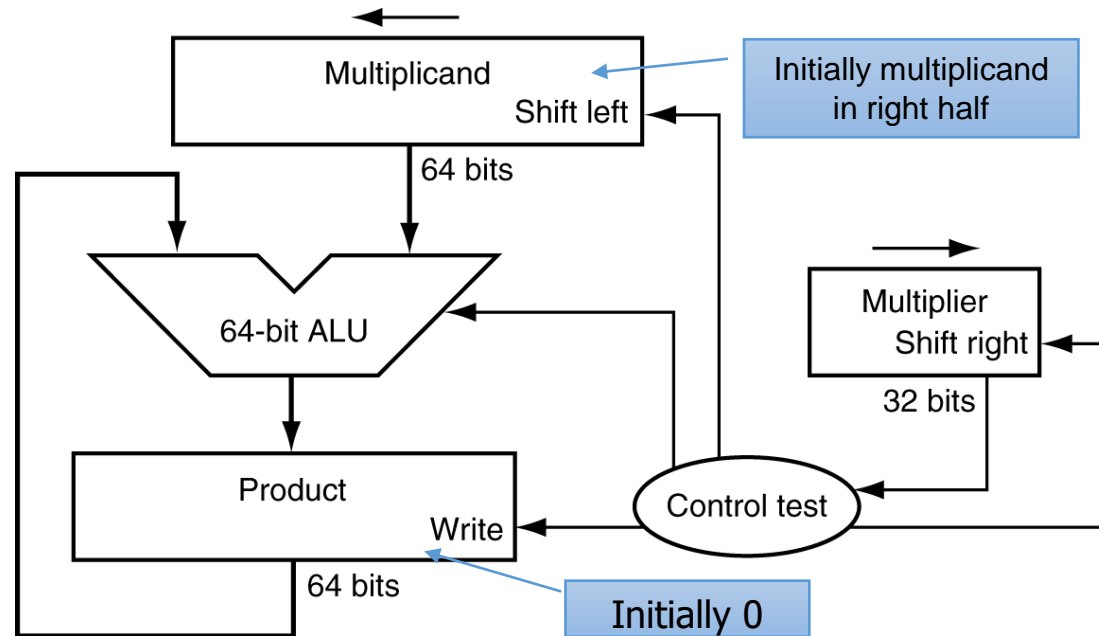 Multiplicand
Shift left
Initially multiplicand
in right half
64 bits
64-bit ALU
Multiplier
Shift right
32 bits
Product
Write
Control test
64 bits
Initially 0